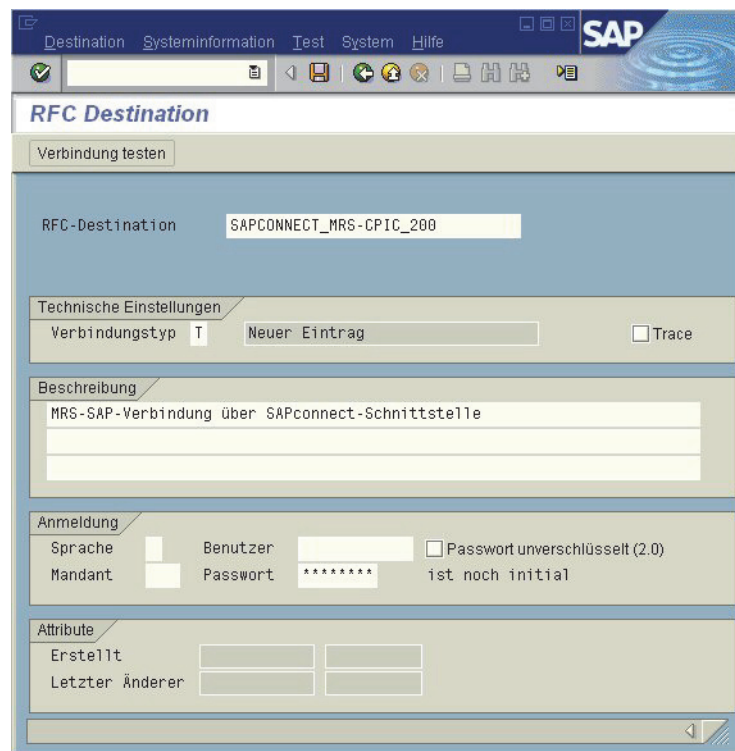 Destination Systeminformation Test System Hilfe
SAP
RFC Destination
Verbindung testen
RFC-Destination SAPCONNECT_MRS-CPIC_200
Technische Einstellungen
Verbindungstyp T Neuer Eintrag Trace
Beschreibung
MRS-SAP-Verbindung über SAPconnect-Schnittstelle
Anmeldung
Sprache Benutzer Passwort unverschlüsselt (2.0)
Mandant Passwort ******** ist noch initial
Attribute
Erstellt
Letzter Änderer